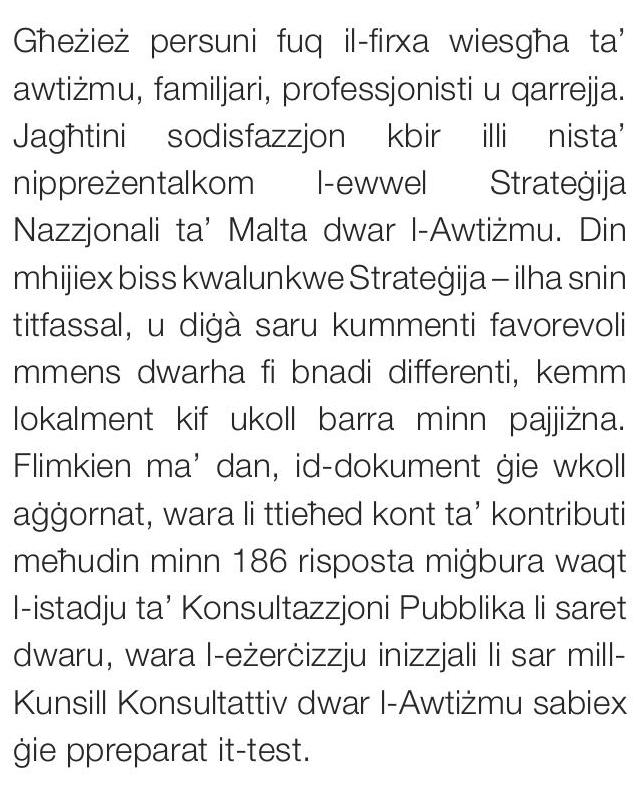 Għeżież persuni fuq il-firxa wiesgħa ta’
awtiżmu, familjari, professjonisti u qarrejja.
Jagħtini sodisfazzjon kbir illi nista’
nippreżentalkom l-ewwel Strateġija
Nazzjonali ta’ Malta dwar l-Awtiżmu. Din
mhijiex biss kwalunkwe Strateġija – ilha snin
titfassal, u diġà saru kummenti favorevoli
mmens dwarha fi bnadi differenti, kemm
lokalment kif ukoll barra minn pajjiżna.
Flimkien ma’ dan, id-dokument ġie wkoll
aġġornat, wara li ttieħed kont ta’ kontributi
meħudin minn 186 risposta miġbura waqt
l-istadju ta’ Konsultazzjoni Pubblika li saret
dwaru, wara l-eżerċizzju inizzjali li sar mill-
Kunsill Konsultattiv dwar l-Awtiżmu sabiex
ġie ppreparat it-test.